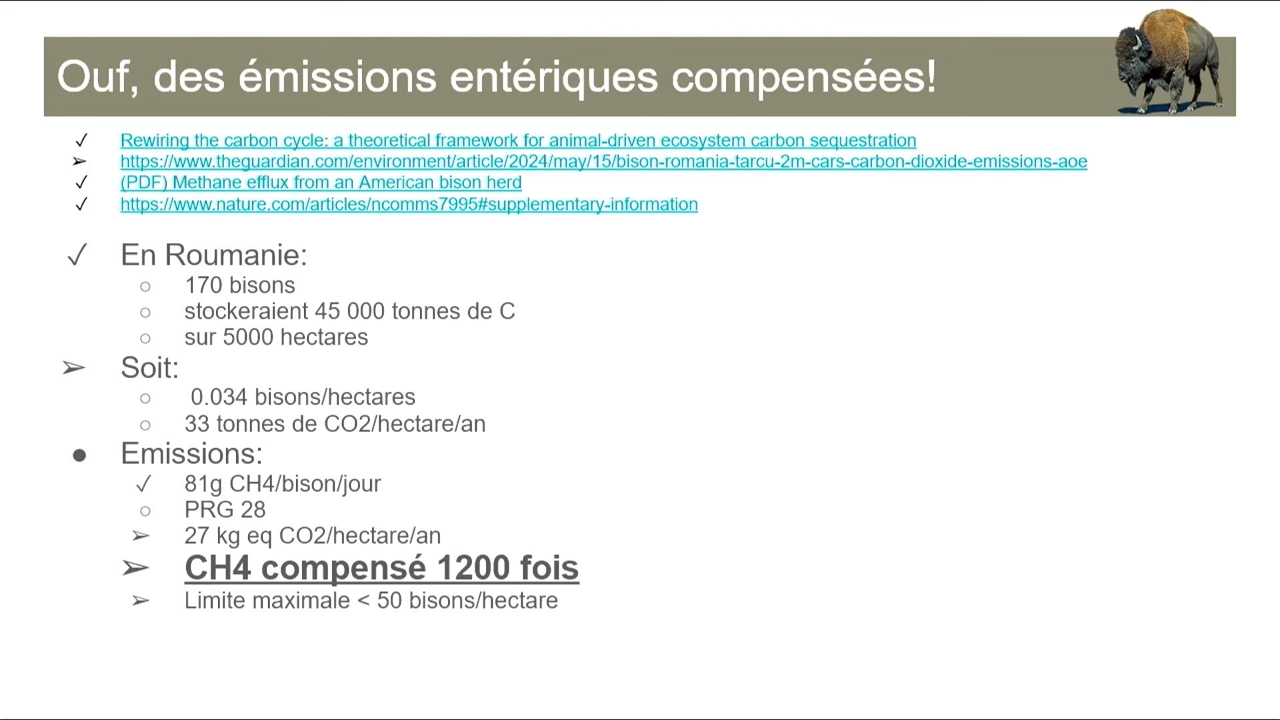 Ouf, des émissions entériques compensées!
✓ Rewiring the carbon cycle: a theoretical framework for animal-driven ecosystem carbon sequestration
➢ https://www.theguardian.com/environment/article/2024/may/15/bison-romania-tarcu-2m-cars-carbon-dioxide-emissions-aoe
✓ (PDF) Methane efflux from an American bison herd
✓ https://www.nature.com/articles/ncomms7995#supplementary-information
✓ En Roumanie:
○ 170 bisons
○ stockeraient 45 000 tonnes de C
○ sur 5000 hectares
➢ Soit:
○ 0.034 bisons/hectares
○ 33 tonnes de CO2/hectare/an
● Emissions:
✓ 81g CH4/bison/jour
○ PRG 28
➢ 27 kg eq CO2/hectare/an
➢ CH4 compensé 1200 fois
➢ Limite maximale < 50 bisons/hectare